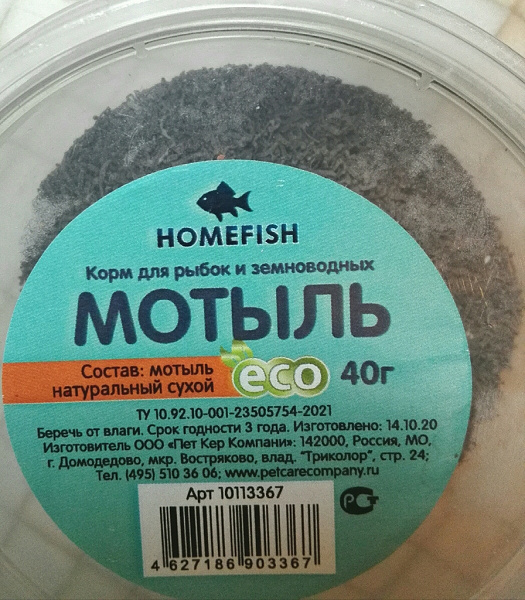 HOMEFISH
Корм для рыбок и земноводных
МОТЫЛЬ
Состав: мотыль
натуральный сухой
eco
40г
ТУ 10.92.10-001-23505754-2021
Беречь от влаги. Срок годности 3 года. Изготовлено: 14.10.20
Изготовитель ООО «Пет Кер Компани»: 142000, Россия, МО,
г. Домодедово, мкр. Востряково, влад. "Триколор", стр. 24;
Тел. (495) 510 36 06; www.petcarecompany.ru
Арт 10113367
РСТ
4 627186 903367